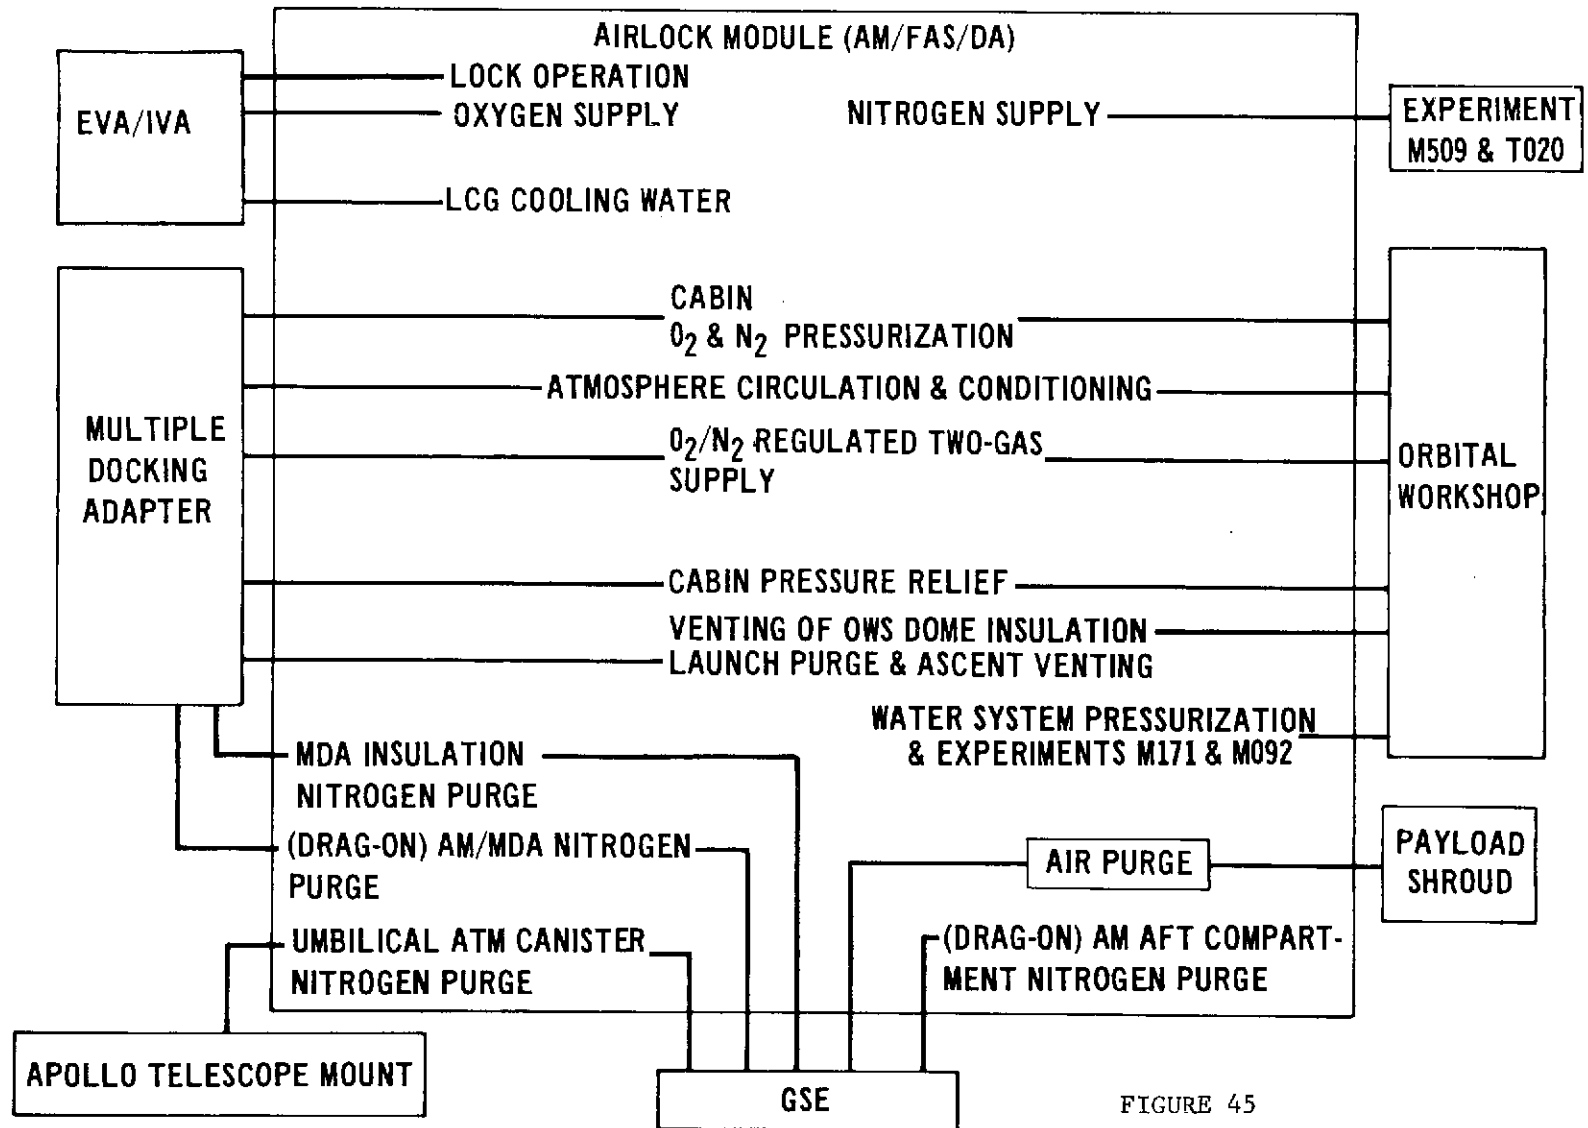 AIRLOCK MODULE (AM/FAS/DA)
EVA/IVA
LOCK OPERATION
OXYGEN SUPPLY
LCG COOLING WATER
NITROGEN SUPPLY
EXPERIMENT
M509 & T020
MULTIPLE
DOCKING
ADAPTER
CABIN
O2 & N2 PRESSURIZATION
ATMOSPHERE CIRCULATION & CONDITIONING
O2/N2 REGULATED TWO-GAS
SUPPLY
CABIN PRESSURE RELIEF
VENTING OF OWS DOME INSULATION
LAUNCH PURGE & ASCENT VENTING
WATER SYSTEM PRESSURIZATION
& EXPERIMENTS M171 & M092
ORBITAL
WORKSHOP
MDA INSULATION
NITROGEN PURGE
(DRAG-ON) AM/MDA NITROGEN
PURGE
UMBILICAL ATM CANISTER
NITROGEN PURGE
AIR PURGE
PAYLOAD
SHROUD
(DRAG-ON) AM AFT COMPART-
MENT NITROGEN PURGE
APOLLO TELESCOPE MOUNT
GSE
FIGURE 45